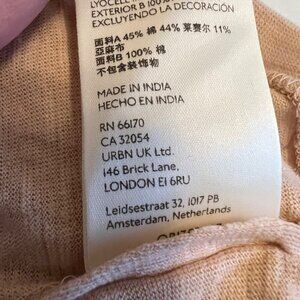 EXTERIOR B 100%
EXCLUYENDO LA DECORACIÓN
面料A 45% 棉 44% 莱赛尔 11%
亚麻布
面料B 100% 棉
不包含装饰物
MADE IN INDIA
HECHO EN INDIA
RN 66170
CA 32054
URBN UK Ltd.
146 Brick Lane,
LONDON E1 6RU
Leidsestraat 32, 1017 PB
Amsterdam, Netherlands